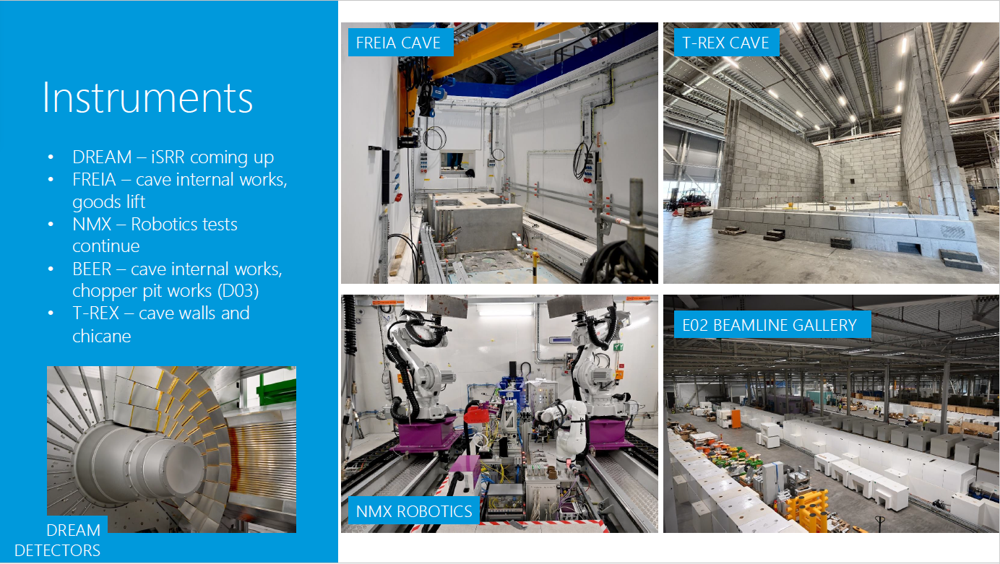 Instruments
• DREAM – iSRR coming up
• FREIA – cave internal works,
goods lift
• NMX – Robotics tests
continue
• BEER – cave internal works,
chopper pit works (D03)
• T-REX – cave walls and
chicane
DREAM
DETECTORS
FREIA CAVE
T-REX CAVE
NMX ROBOTICS
E02 BEAMLINE GALLERY